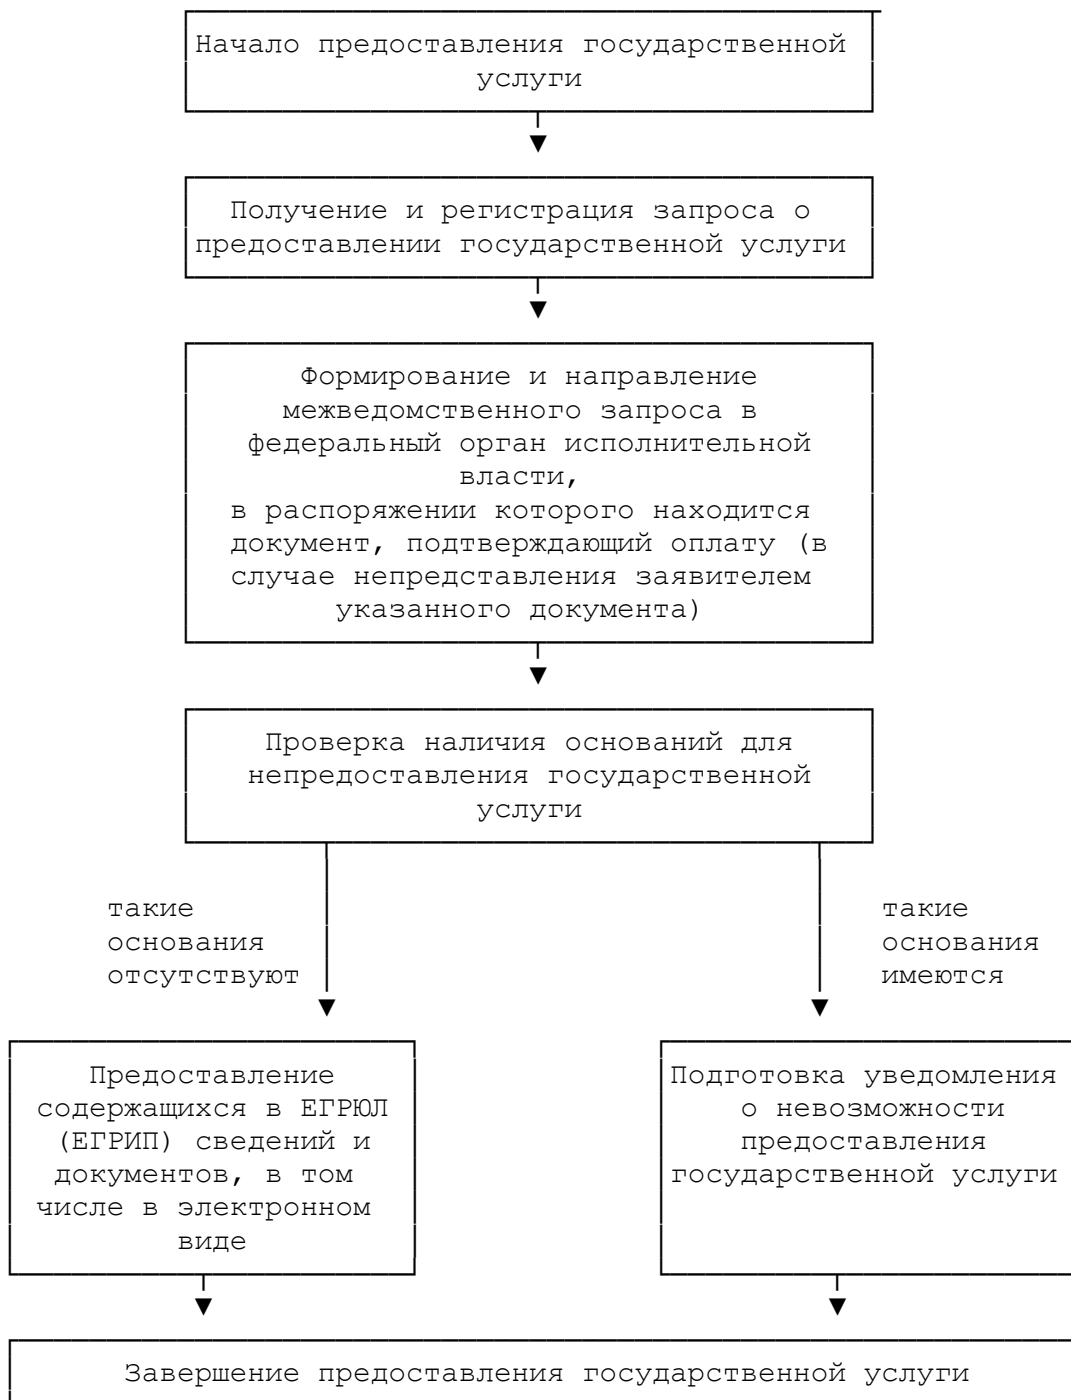 Начало предоставления государственной
услуги
Получение и регистрация запроса о
предоставлении государственной услуги
Формирование и направление
межведомственного запроса в
федеральный орган исполнительной
власти,
в распоряжении которого находится
документ, подтверждающий оплату (в
случае непредставления заявителем
указанного документа)
Проверка наличия оснований для
непредоставления государственной
услуги
такие
основания
отсутствуют
такие
основания
имеются
Предоставление
содержащихся в ЕГРЮЛ
(ЕГРИП) сведений и
документов, в том
числе в электронном
виде
Подготовка уведомления
о невозможности
предоставления
государственной услуги
Завершение предоставления государственной услуги